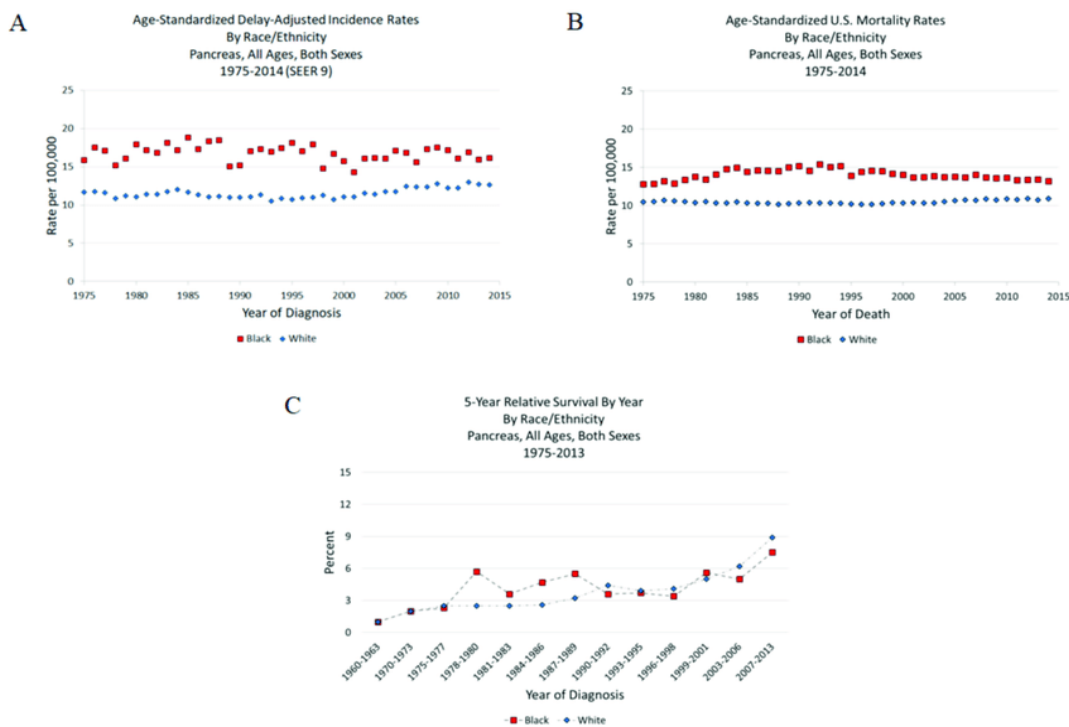 A
Age-Standardized Delay-Adjusted Incidence Rates
By Race/Ethnicity
Pancreas, All Ages, Both Sexes
1975-2014 (SEER 9)
Rate per 100,000
25
20
15
10
5
0
1975 1980 1985 1990 1995 2000 2005 2010 2015
Year of Diagnosis
Black White
B
Age-Standardized U.S. Mortality Rates
By Race/Ethnicity
Pancreas, All Ages, Both Sexes
1975-2014
Rate per 100,000
25
20
15
10
5
0
1975 1980 1985 1990 1995 2000 2005 2010 2015
Year of Death
Black White
C
5-Year Relative Survival By Year
By Race/Ethnicity
Pancreas, All Ages, Both Sexes
1975-2013
Percent
15
12
9
6
3
0
1960-1963
1970-1973
1975-1977
1978-1980
1981-1983
1984-1986
1987-1989
1990-1992
1993-1995
1996-1998
1999-2001
2003-2006
2007-2013
Year of Diagnosis
Black White